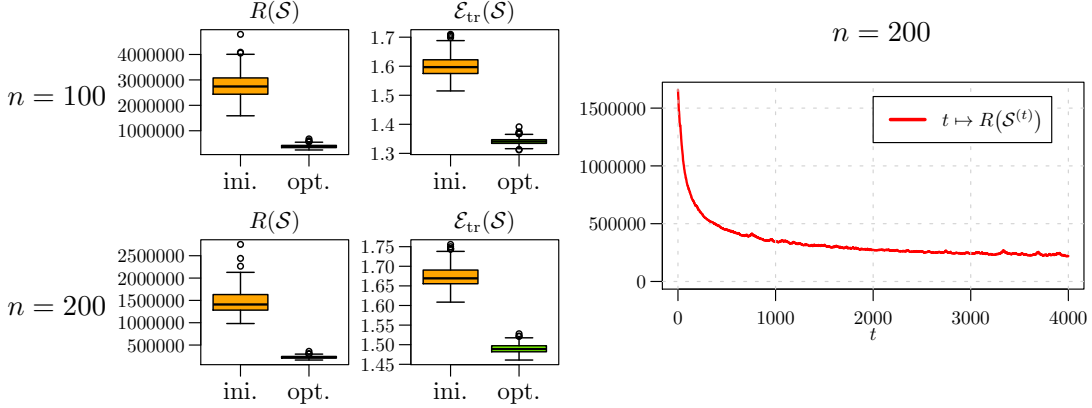 R(𝒮)
4000000
3000000
2000000
1000000
ini. opt.
ℰ_tr(𝒮)
1.7
1.6
1.5
1.4
1.3
ini. opt.
n = 100
R(𝒮)
2500000
2000000
1500000
1000000
500000
ini. opt.
ℰ_tr(𝒮)
1.75
1.70
1.65
1.60
1.55
1.50
1.45
ini. opt.
n = 200
n = 200
t ↦ R(𝒮^(t))
1500000
1000000
500000
0
0 1000 2000 3000 4000
t